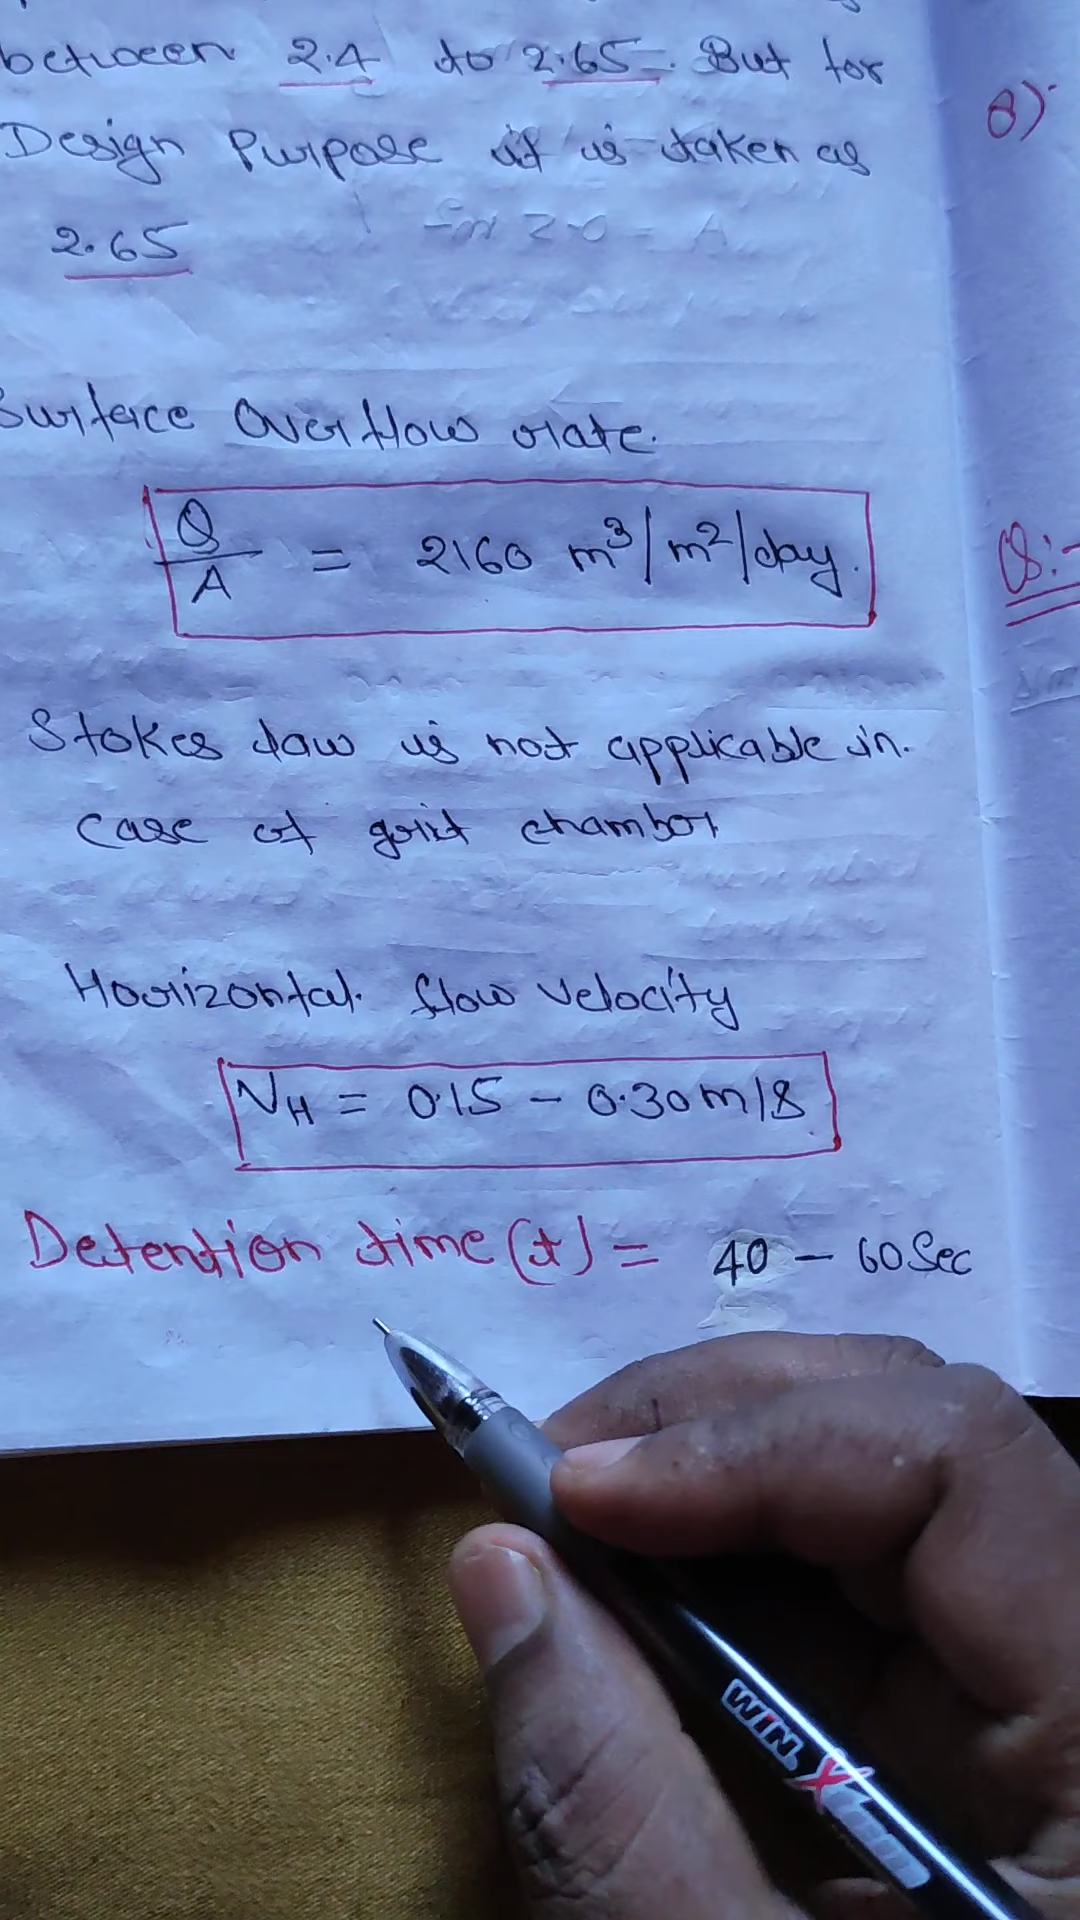 between 2.4 to 2.65. But for
Design Purpose it is taken as
2.65
Surface Overflow rate.
Q/A = 2160 m³/m²/day.
Stokes law is not applicable in.
case of grit chamber
Horizontal. flow velocity
VH = 0.15 - 0.30 m/s
Detention time (t) = 40 - 60 Sec
Q):
Q:-
WIN Xtam